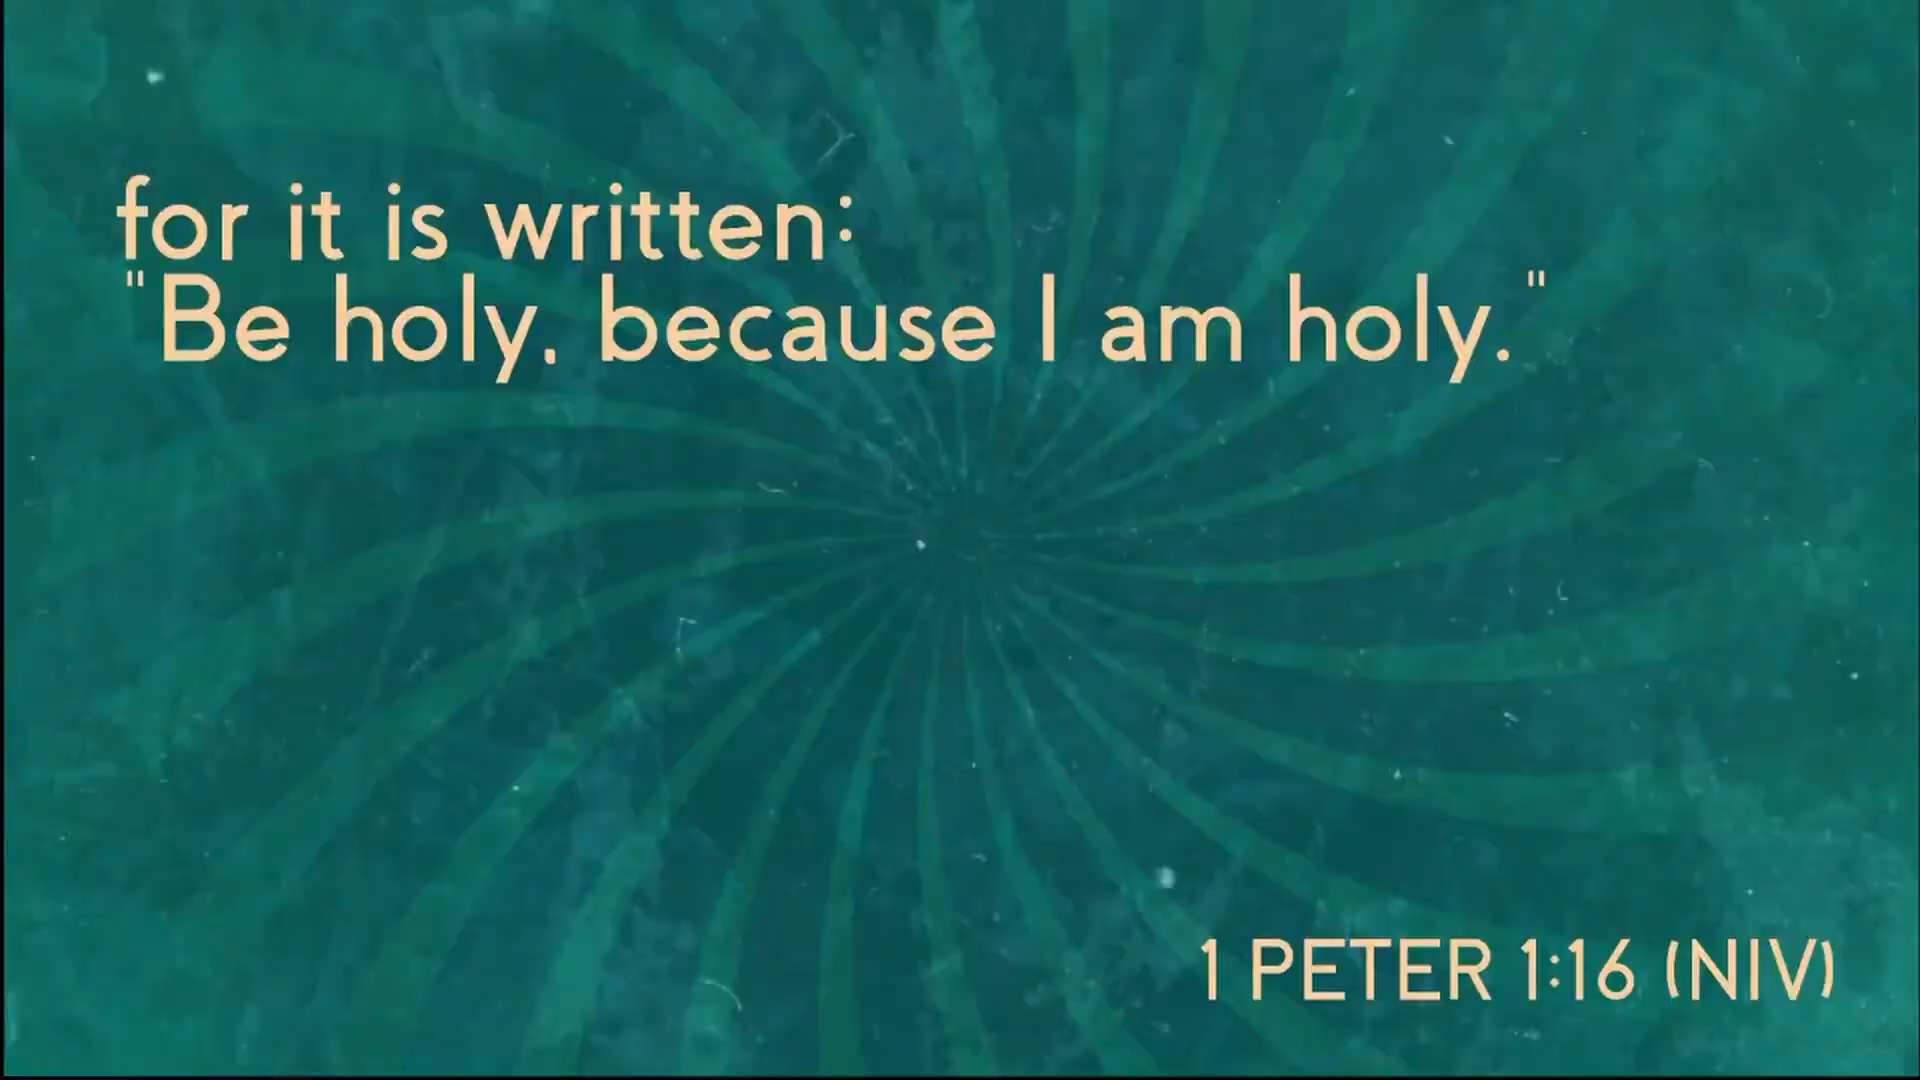 for it is written:
"Be holy, because I am holy."
1 PETER 1:16 (NIV)